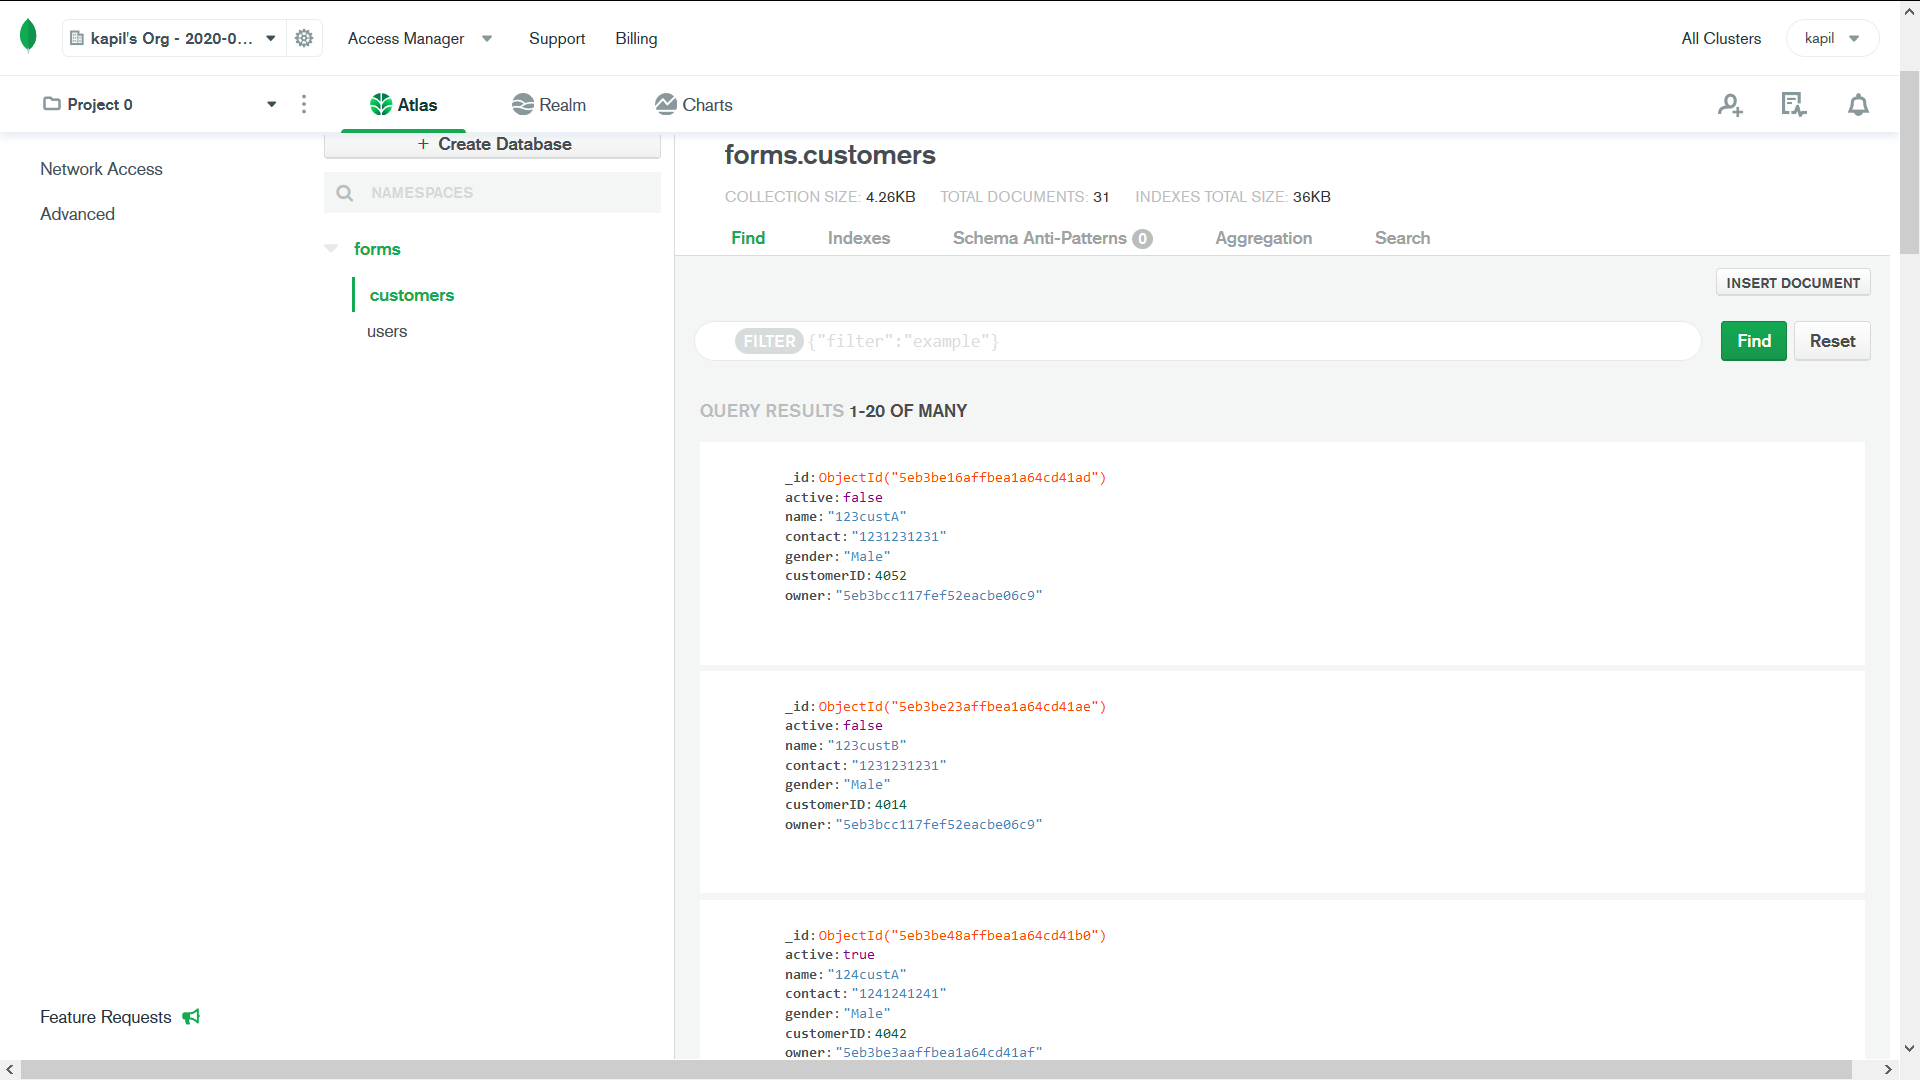 kapil's Org - 2020-0...
Access Manager
Support
Billing
All Clusters
kapil
Project 0
Atlas
Realm
Charts
Network Access
Advanced
Feature Requests
+ Create Database
NAMESPACES
forms
customers
users
forms.customers
COLLECTION SIZE: 4.26KB TOTAL DOCUMENTS: 31 INDEXES TOTAL SIZE: 36KB
Find Indexes Schema Anti-Patterns 0 Aggregation Search
INSERT DOCUMENT
FILTER {"filter":"example"}
Find
Reset
QUERY RESULTS 1-20 OF MANY
_id:ObjectId("5eb3be16affbea1a64cd41ad")
active:false
name:"123custA"
contact:"1231231231"
gender:"Male"
customerID:4052
owner:"5eb3bcc117fef52eacbe06c9"
_id:ObjectId("5eb3be23affbea1a64cd41ae")
active:false
name:"123custB"
contact:"1231231231"
gender:"Male"
customerID:4014
owner:"5eb3bcc117fef52eacbe06c9"
_id:ObjectId("5eb3be48affbea1a64cd41b0")
active:true
name:"124custA"
contact:"1241241241"
gender:"Male"
customerID:4042
owner:"5eb3be3aaffbea1a64cd41af"